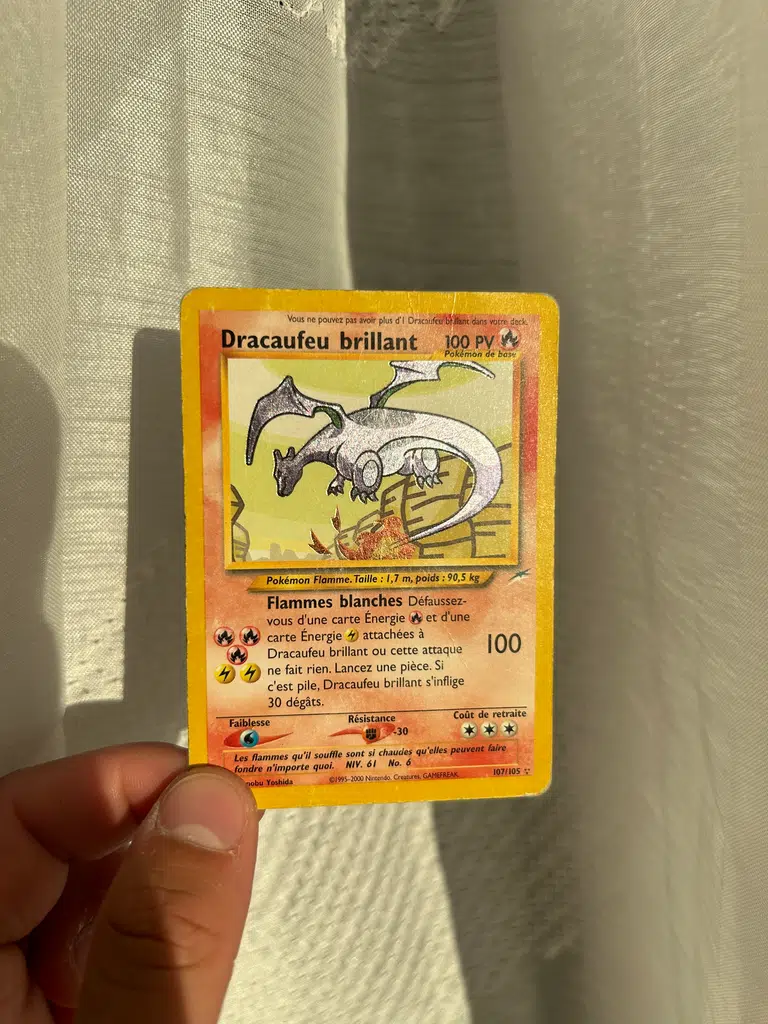 Vous ne pouvez pas avoir plus d'1 Dracaufeu brillant dans votre deck.
Dracaufeu brillant 100 PV
Pokémon de base
Pokémon Flamme. Taille : 1,7 m, poids : 90,5 kg
Flammes blanches Défaussez-
vous d'une carte Énergie et d'une
carte Énergie attachées à
Dracaufeu brillant ou cette attaque
ne fait rien. Lancez une pièce. Si
c'est pile, Dracaufeu brillant s'inflige
30 dégâts.
100
Faiblesse Résistance Coût de retraite
-30
Les flammes qu'il souffle sont si chaudes qu'elles peuvent faire
fondre n'importe quoi. NIV. 61 No. 6
nobu Yoshida ©1995-2000 Nintendo, Creatures, GAMEFREAK. 107/105